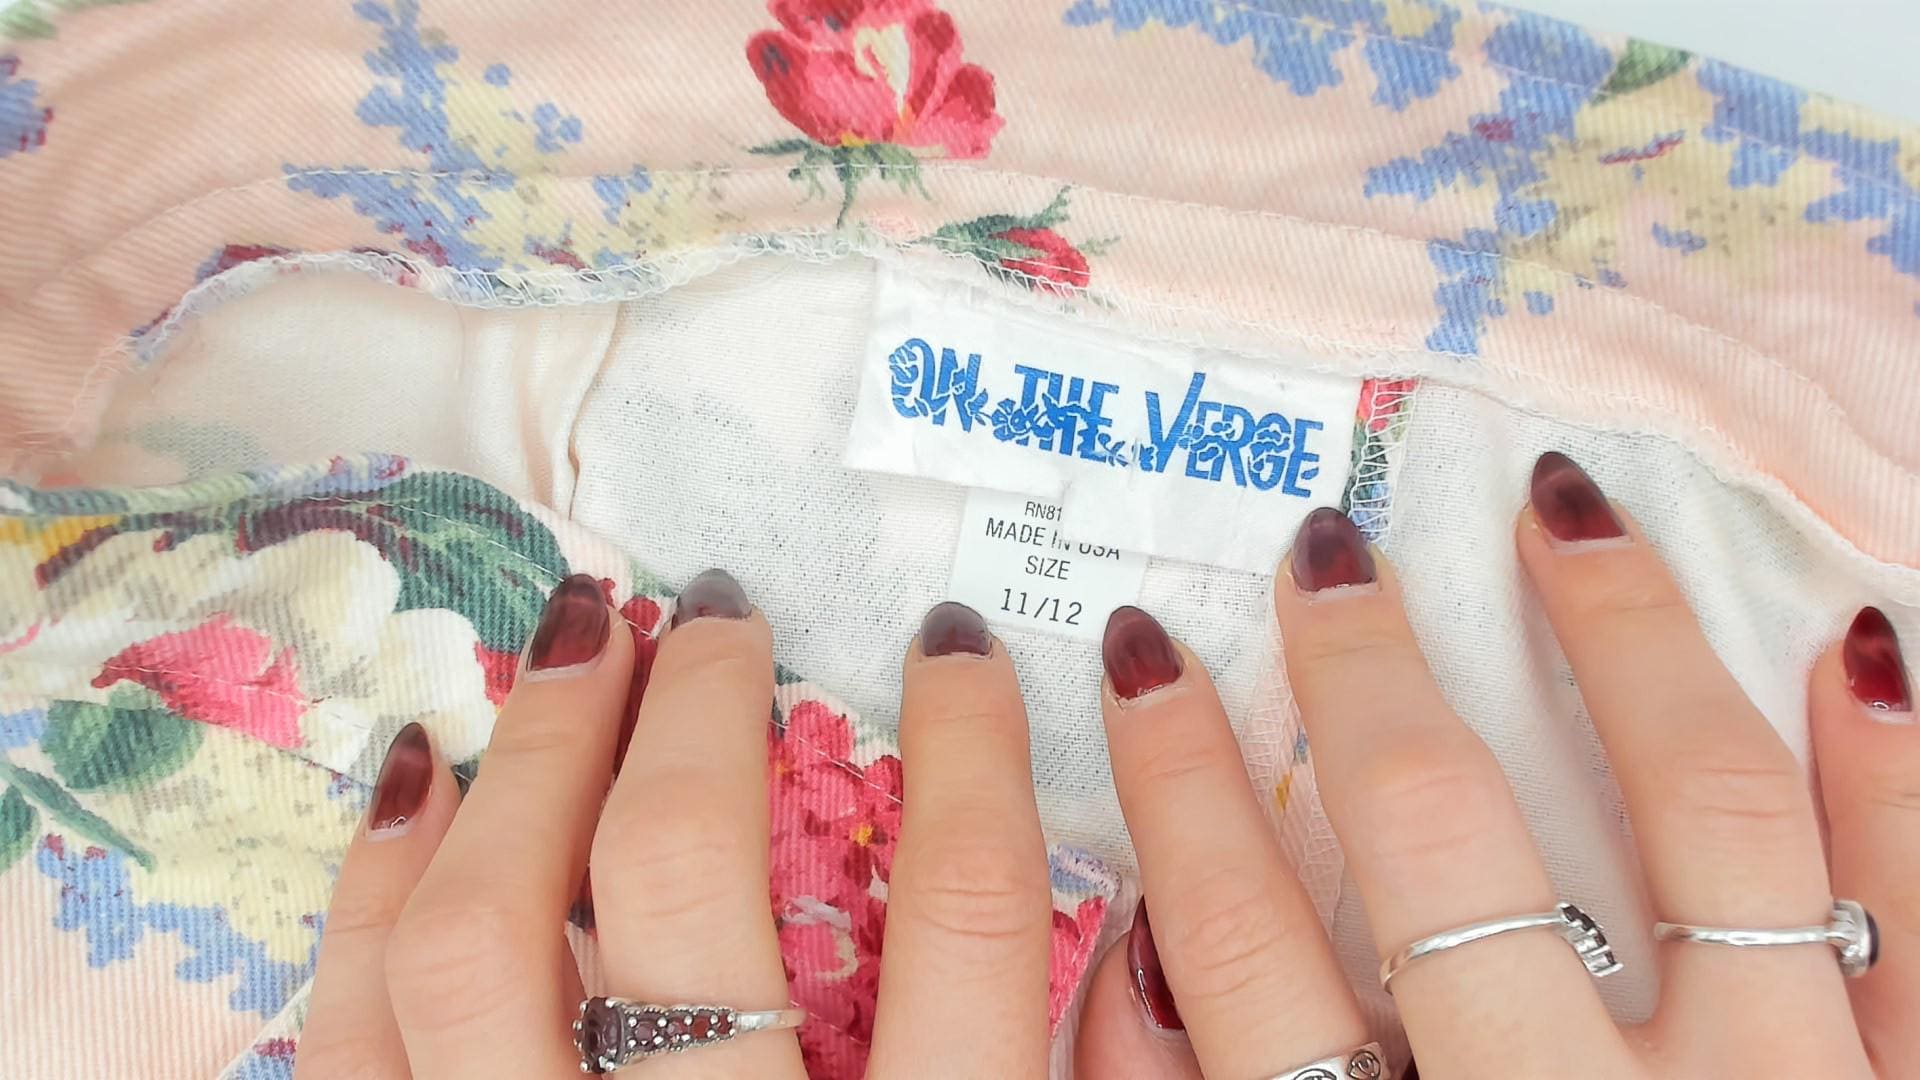 ON THE VERGE
RN81
MADE IN USA
SIZE
11/12